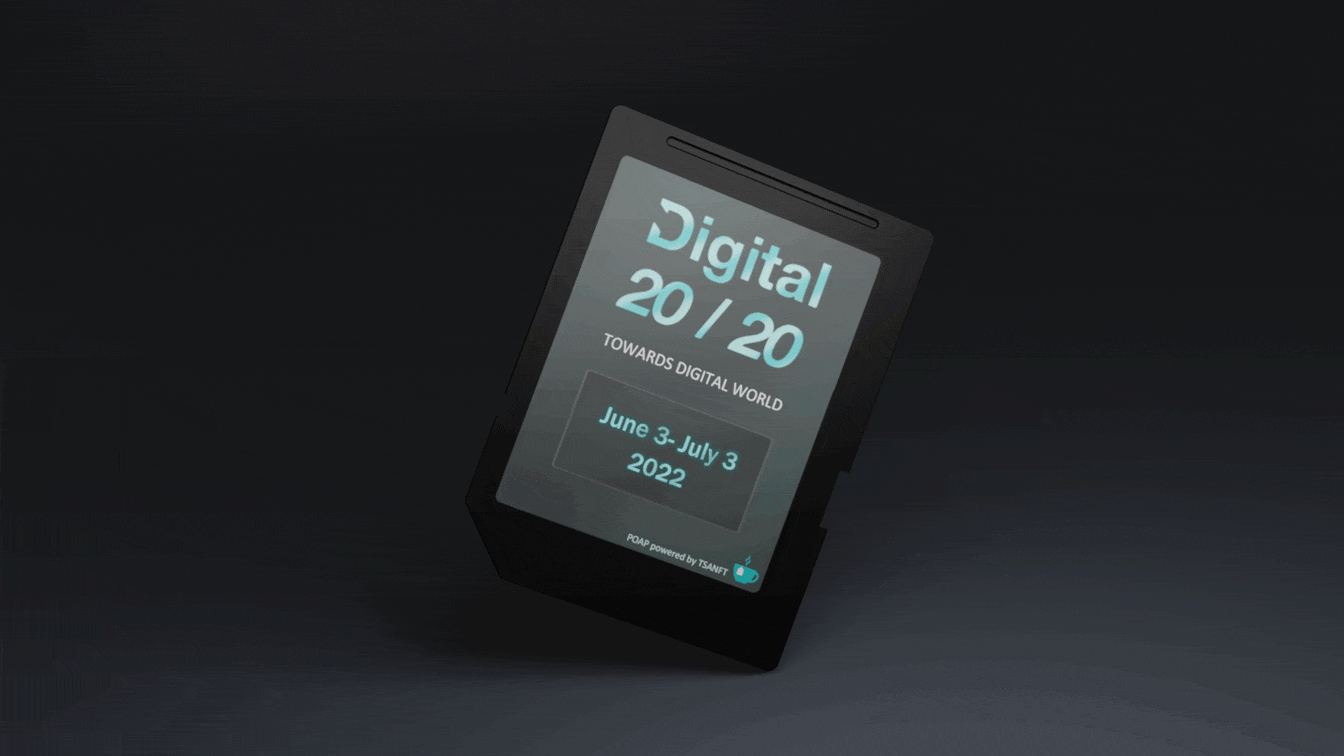 Digital
20 / 20
TOWARDS DIGITAL WORLD
June 3- July 3
2022
POAP powered by TSANFT